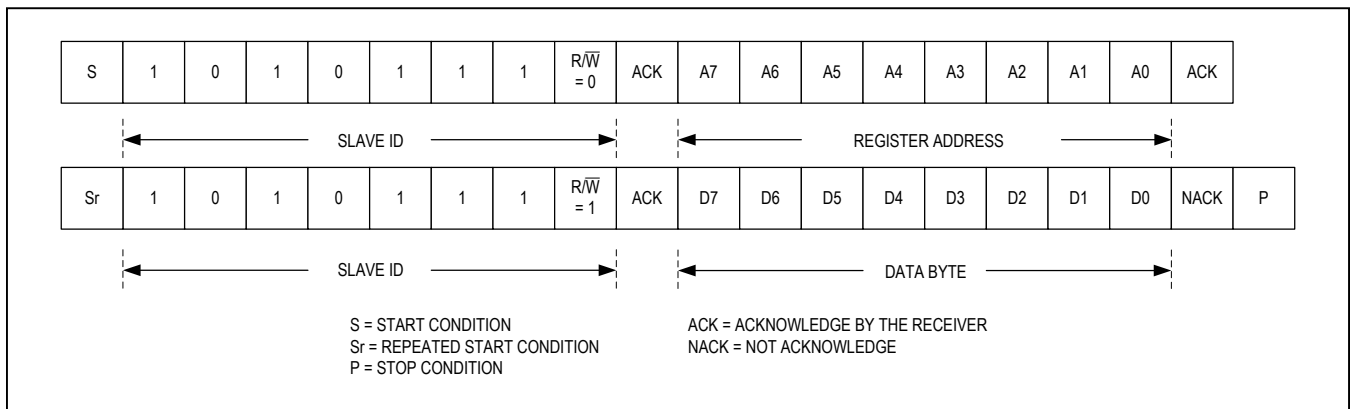 S 1 0 1 0 1 1 1 R/W̅ = 0 ACK A7 A6 A5 A4 A3 A2 A1 A0 ACK
SLAVE ID REGISTER ADDRESS
Sr 1 0 1 0 1 1 1 R/W̅ = 1 ACK D7 D6 D5 D4 D3 D2 D1 D0 NACK P
SLAVE ID DATA BYTE
S = START CONDITION
Sr = REPEATED START CONDITION
P = STOP CONDITION
ACK = ACKNOWLEDGE BY THE RECEIVER
NACK = NOT ACKNOWLEDGE